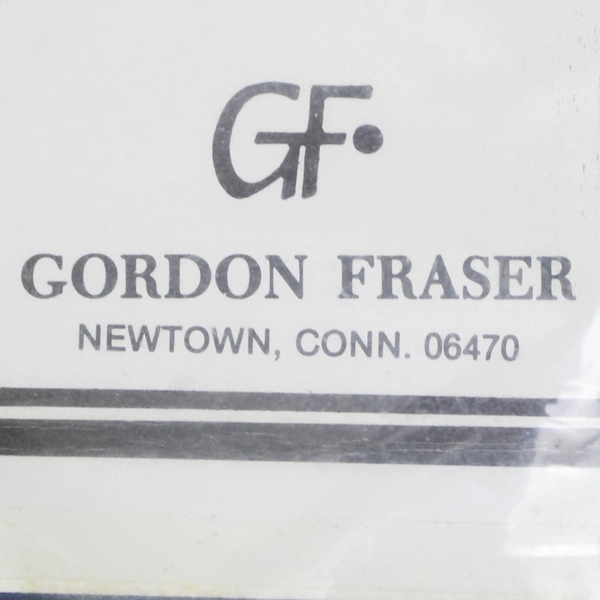 GF
GORDON FRASER
NEWTOWN, CONN. 06470